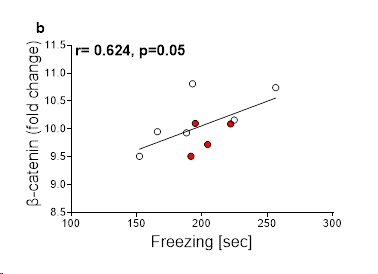 b
r= 0.624, p=0.05
β-catenin (fold change)
11.5
11.0
10.5
10.0
9.5
9.0
8.5
100 150 200 250 300
Freezing [sec]